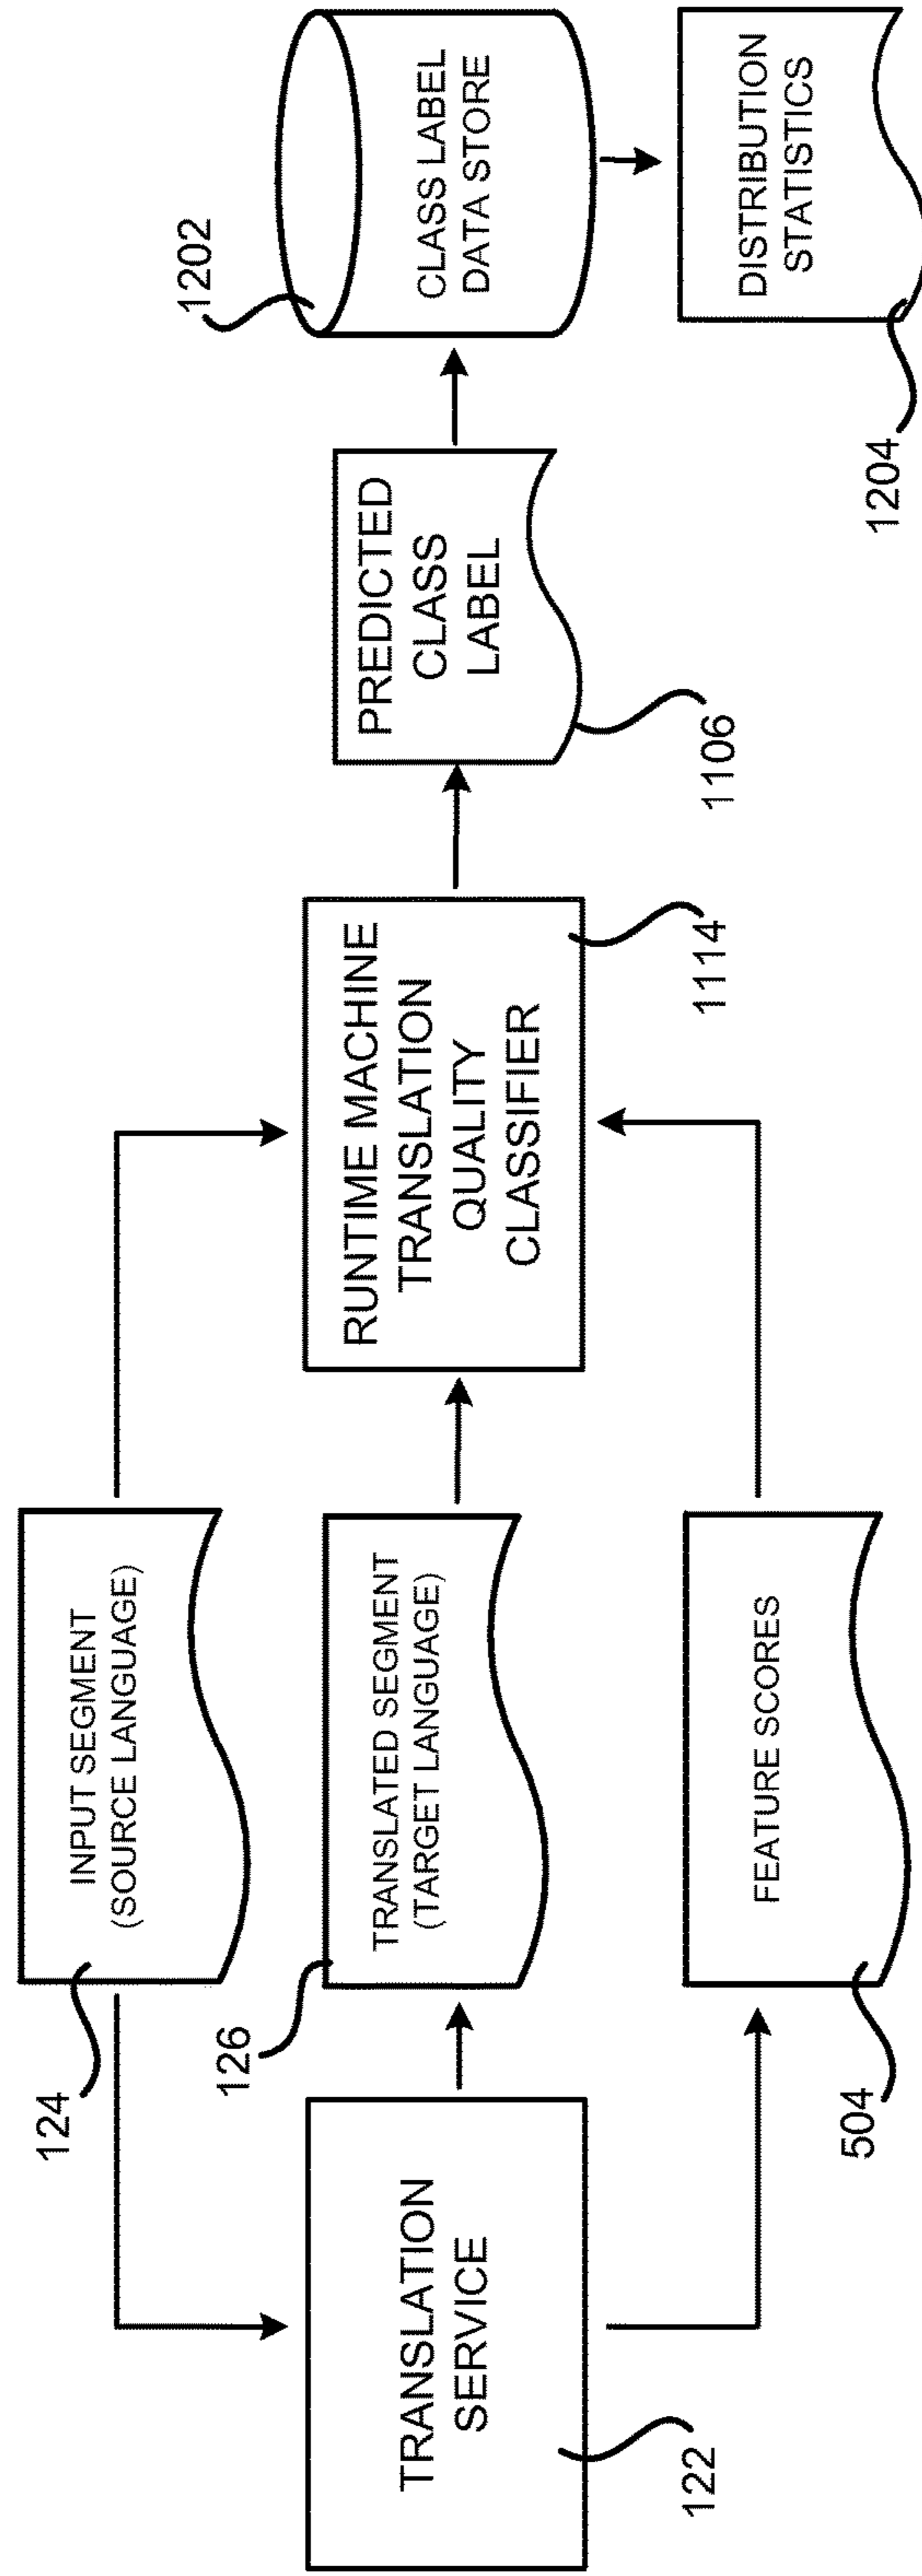 124
INPUT SEGMENT
(SOURCE LANGUAGE)
TRANSLATION
SERVICE
122
126
TRANSLATED SEGMENT
(TARGET LANGUAGE)
504
FEATURE SCORES
RUNTIME MACHINE
TRANSLATION
QUALITY
CLASSIFIER
1114
PREDICTED
CLASS
LABEL
1106
1202
CLASS LABEL
DATA STORE
DISTRIBUTION
STATISTICS
1204